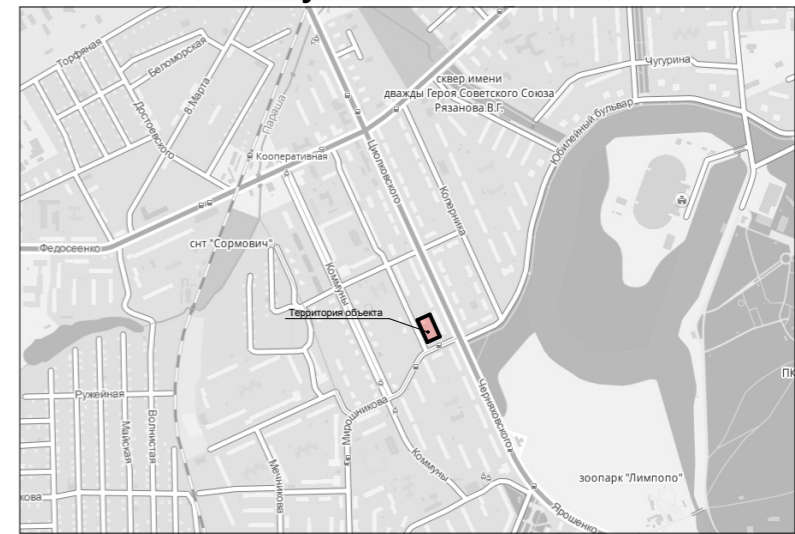 Торфяная
Беломорская
Достоевского
8 Марта
Параша
Кооперативная
Циолковского
Коперника
сквер имени
дважды Героя Советского Союза
Рязанова В.Г.
Чугурина
Юбилейный бульвар
Федосеенко
снт "Сормович"
Коммуны
Территория объекта
Ружейная
Майская
Волнистая
Мирошникова
Мечникова
Коммуны
Черняховского
зоопарк "Лимпопо"
Ярошенко
ПК
кова